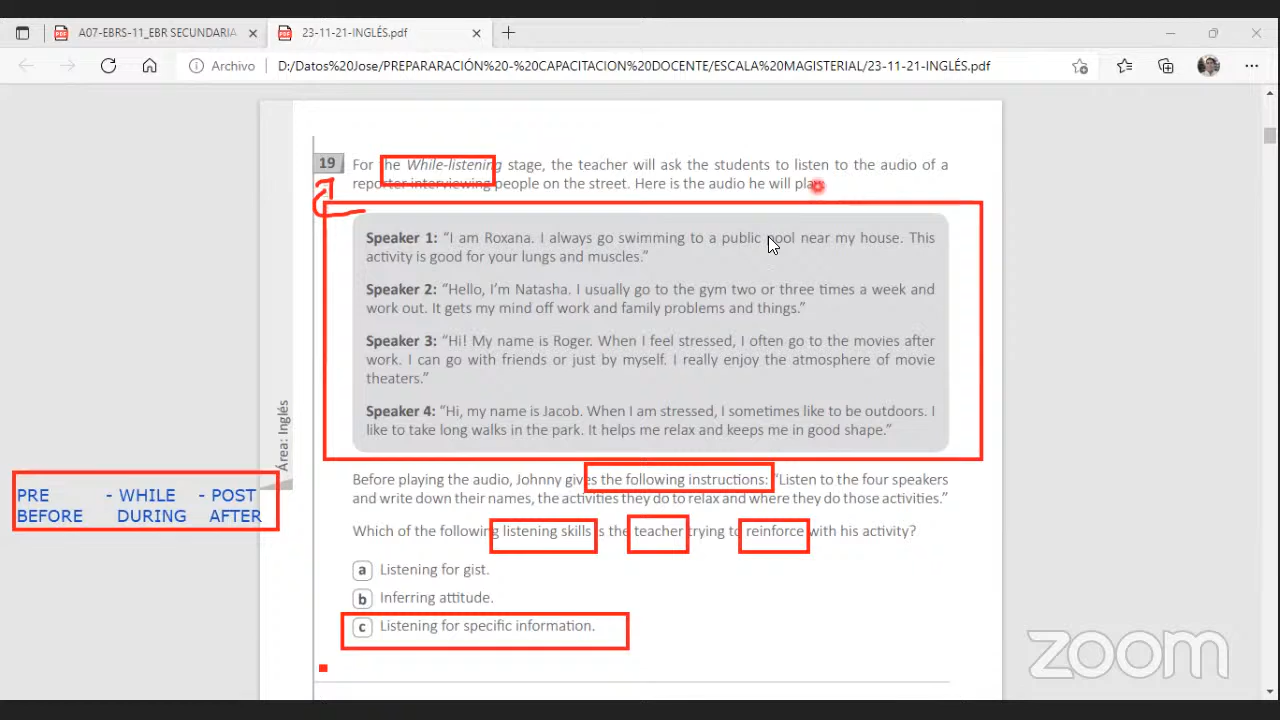 A07-EBRS-11_EBR SECUNDARIA
23-11-21-INGLÉS.pdf
Archivo
D:/Datos%20Jose/PREPARARACIÓN%20-%20CAPACITACION%20DOCENTE/ESCALA%20MAGISTERIAL/23-11-21-INGLÉS.pdf
19
For the While-listening stage, the teacher will ask the students to listen to the audio of a
reporter interviewing people on the street. Here is the audio he will play.
Speaker 1: “I am Roxana. I always go swimming to a public pool near my house. This
activity is good for your lungs and muscles.”
Speaker 2: “Hello, I’m Natasha. I usually go to the gym two or three times a week and
work out. It gets my mind off work and family problems and things.”
Speaker 3: “Hi! My name is Roger. When I feel stressed, I often go to the movies after
work. I can go with friends or just by myself. I really enjoy the atmosphere of movie
theaters.”
Speaker 4: “Hi, my name is Jacob. When I am stressed, I sometimes like to be outdoors. I
like to take long walks in the park. It helps me relax and keeps me in good shape.”
Área: Inglés
Before playing the audio, Johnny gives the following instructions: “Listen to the four speakers
and write down their names, the activities they do to relax and where they do those activities.”
PRE - WHILE - POST
BEFORE DURING AFTER
Which of the following listening skills is the teacher trying to reinforce with his activity?
a Listening for gist.
b Inferring attitude.
c Listening for specific information.
zoom